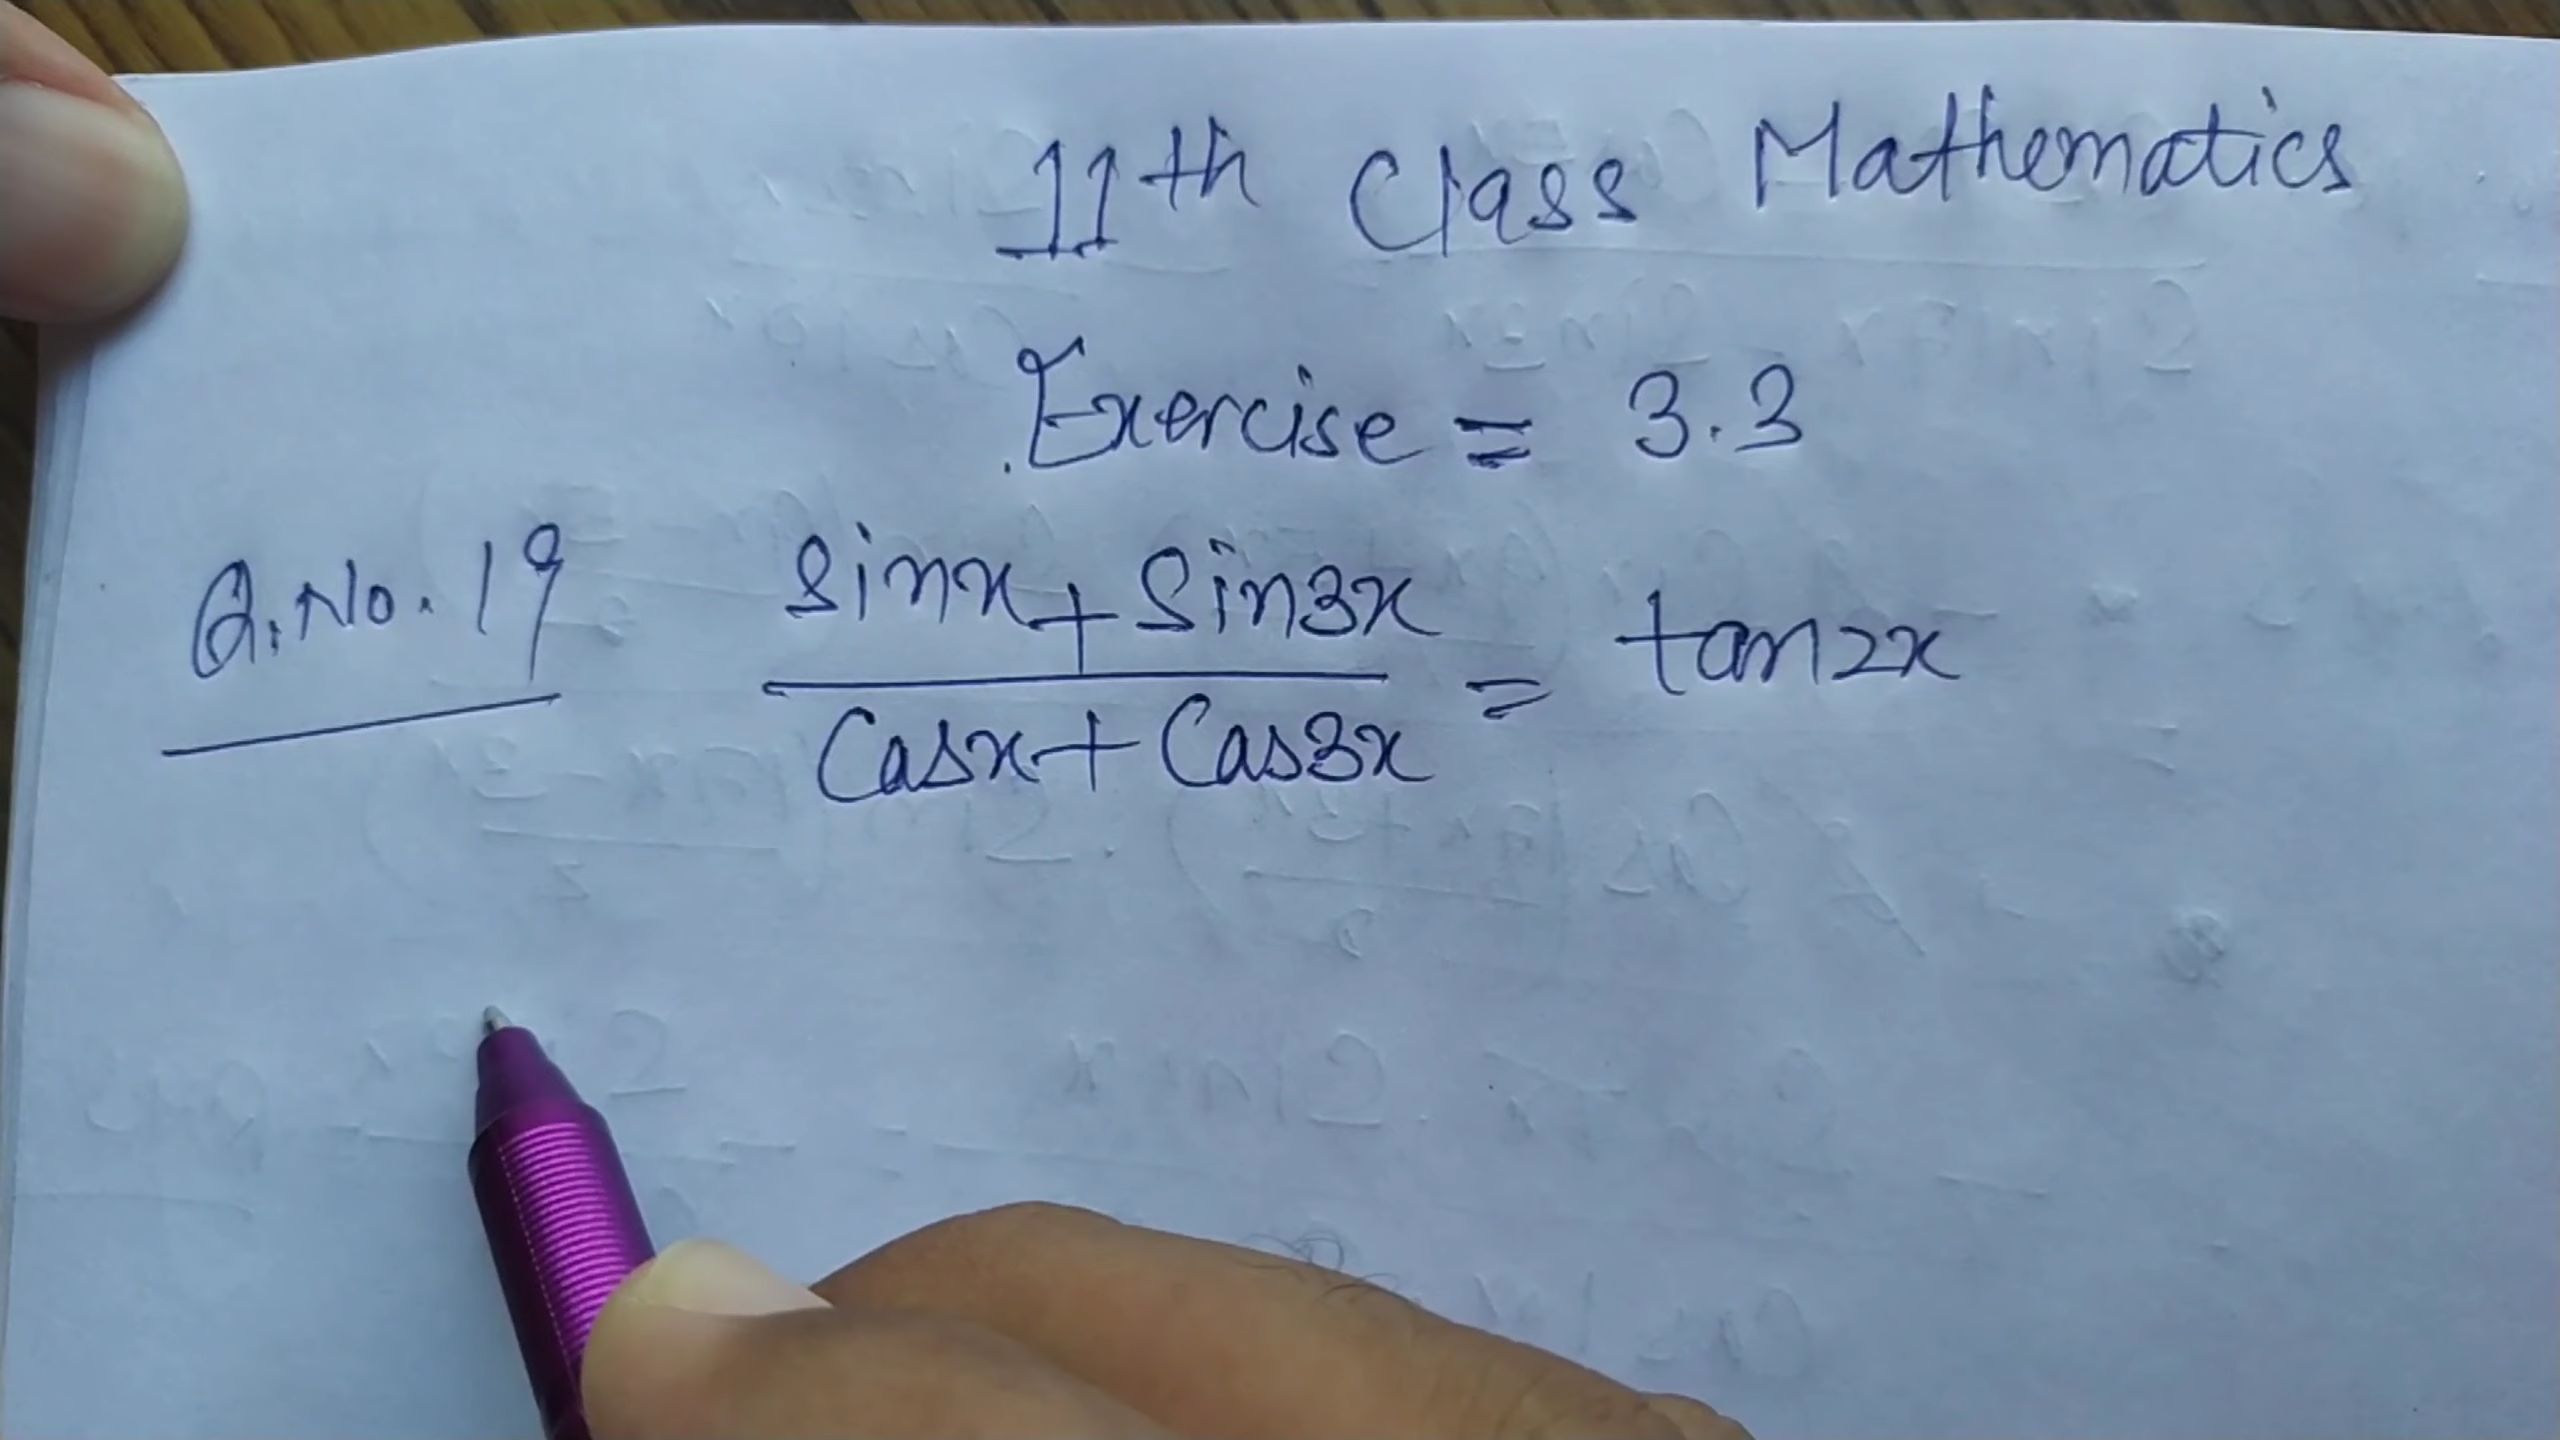 11th Class Mathematics
Exercise = 3.3
Q.No. 19 sinx + Sin3x / Cosx + Cos3x = tan2x